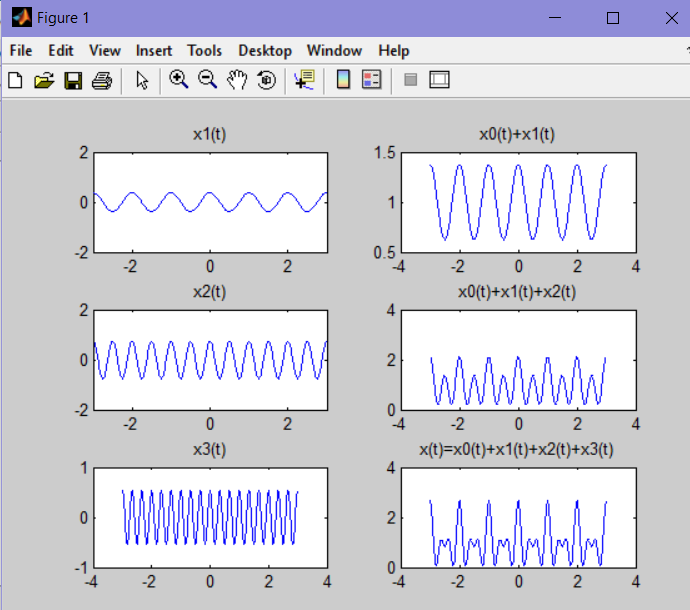 Figure 1
File Edit View Insert Tools Desktop Window Help
x1(t)
2
0
-2
-2 0 2
x0(t)+x1(t)
1.5
1
0.5
-4 -2 0 2 4
x2(t)
2
0
-2
-2 0 2
x0(t)+x1(t)+x2(t)
4
2
0
-4 -2 0 2 4
x3(t)
1
0
-1
-4 -2 0 2 4
x(t)=x0(t)+x1(t)+x2(t)+x3(t)
4
2
0
-4 -2 0 2 4